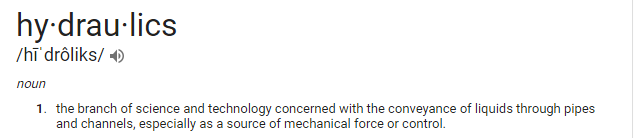 hy·drau·lics
/hīˈdrôliks/
noun
1. the branch of science and technology concerned with the conveyance of liquids through pipes
and channels, especially as a source of mechanical force or control.